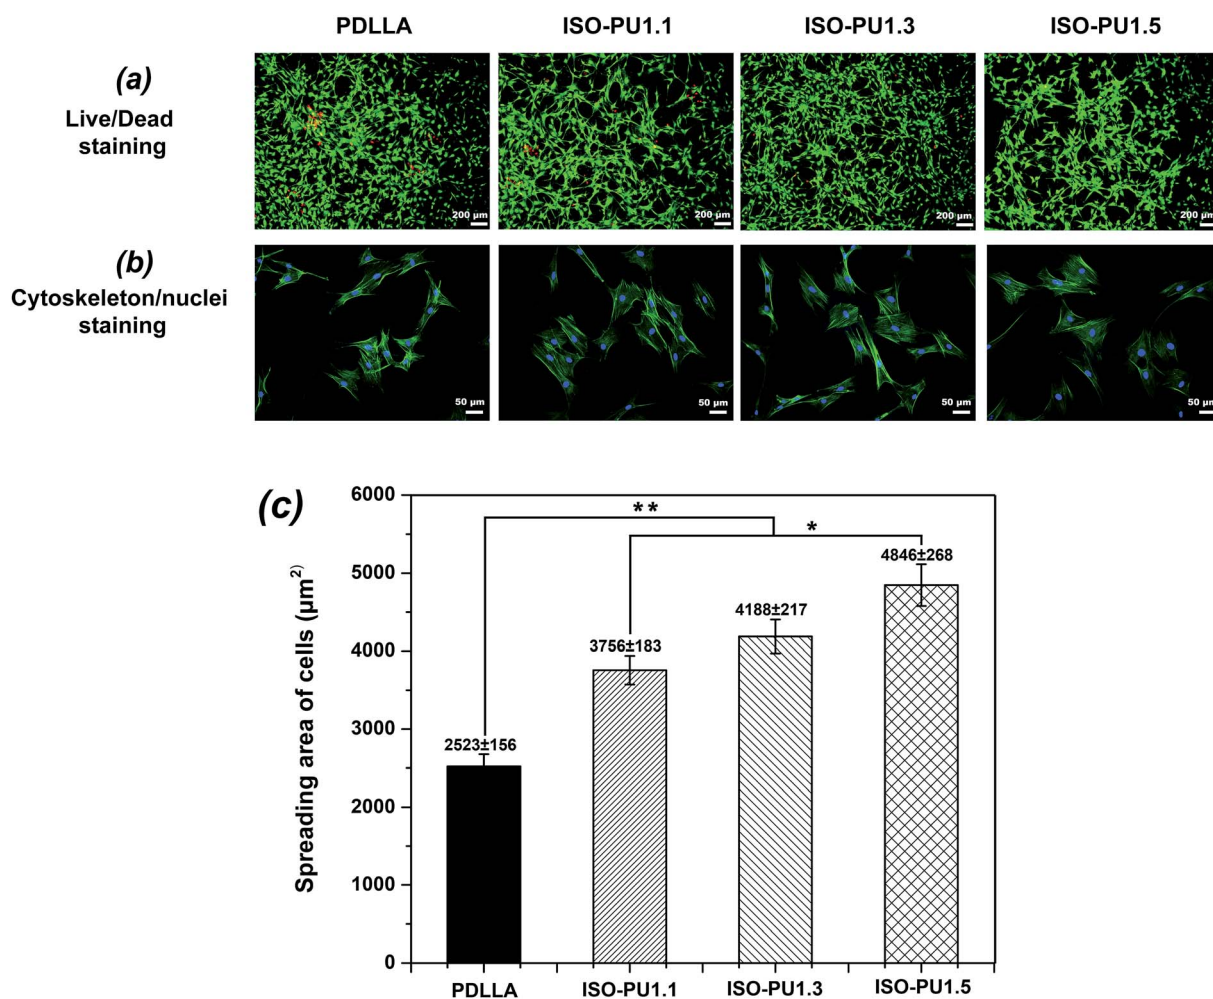 PDLLA ISO-PU1.1 ISO-PU1.3 ISO-PU1.5
(a)
Live/Dead
staining
200 µm 200 µm 200 µm 200 µm
(b)
Cytoskeleton/nuclei
staining
50 µm 50 µm 50 µm 50 µm
(c)
Spreading area of cells (µm²⁾
6000
5000
4000
3000
2000
1000
0
**
*
2523±156
3756±183
4188±217
4846±268
PDLLA ISO-PU1.1 ISO-PU1.3 ISO-PU1.5